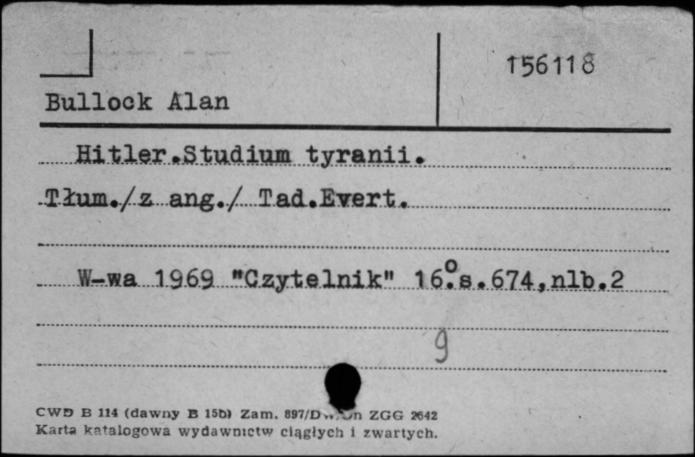 156118
Bullock Alan
Hitler.Studium tyranii.
Tłum./z ang./ Tad.Evert.
W-wa 1969 "Czytelnik" 16.° s.674,nlb.2
9
CWD B 114 (dawny B 15b) Zam. 897/D ZGG 2642
Karta katalogowa wydawnictw ciągłych i zwartych.